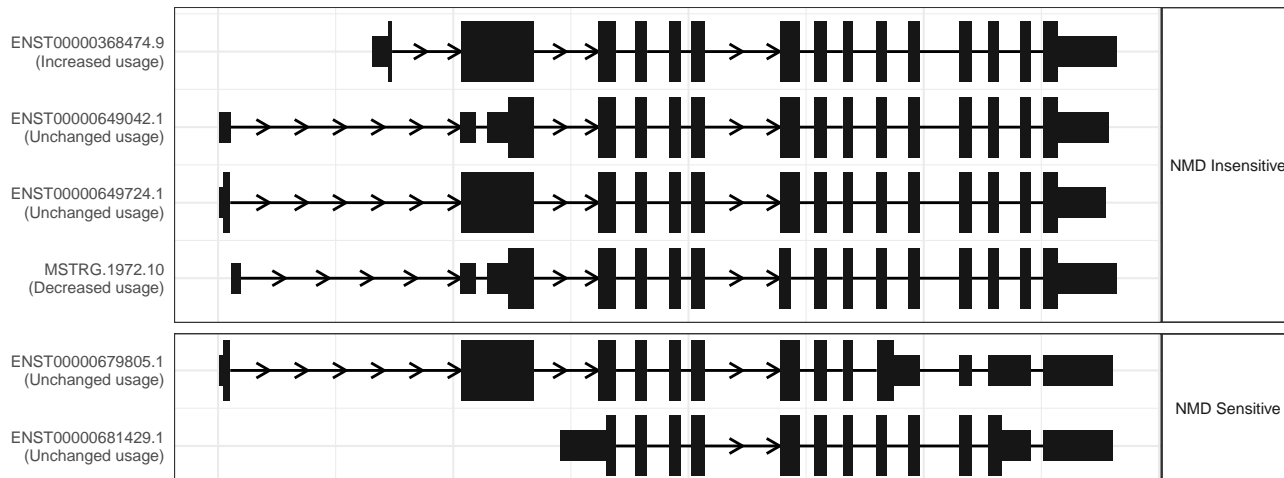 ENST00000368474.9
(Increased usage)
ENST00000649042.1
(Unchanged usage)
ENST00000649724.1
(Unchanged usage)
MSTRG.1972.10
(Decreased usage)
NMD Insensitive
ENST00000679805.1
(Unchanged usage)
ENST00000681429.1
(Unchanged usage)
NMD Sensitive